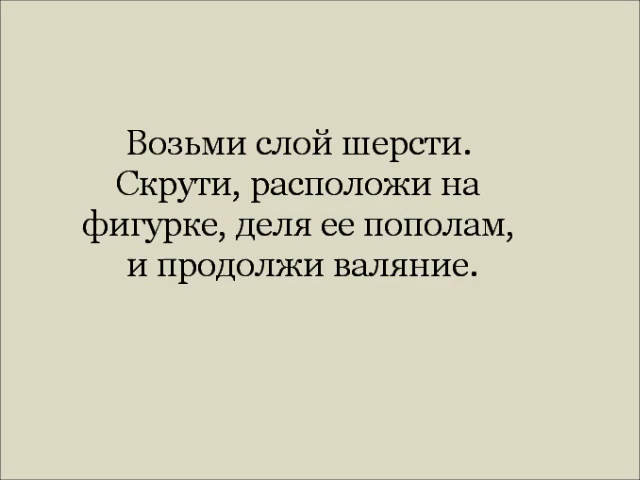 Возьми слой шерсти.
Скрути, расположи на
фигурке, деля ее пополам,
и продолжи валяние.